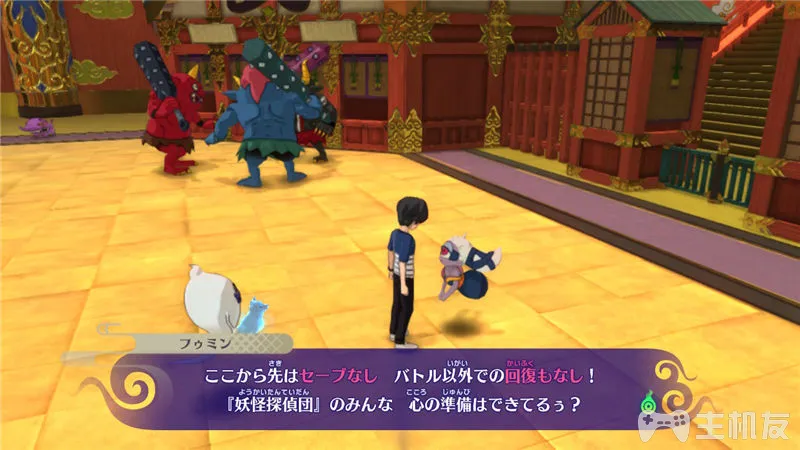 フゥミン
ここから先はセーブなし　バトル以外での回復もなし！
『妖怪探偵団』のみんな　心の準備はできてるぅ？
主机友